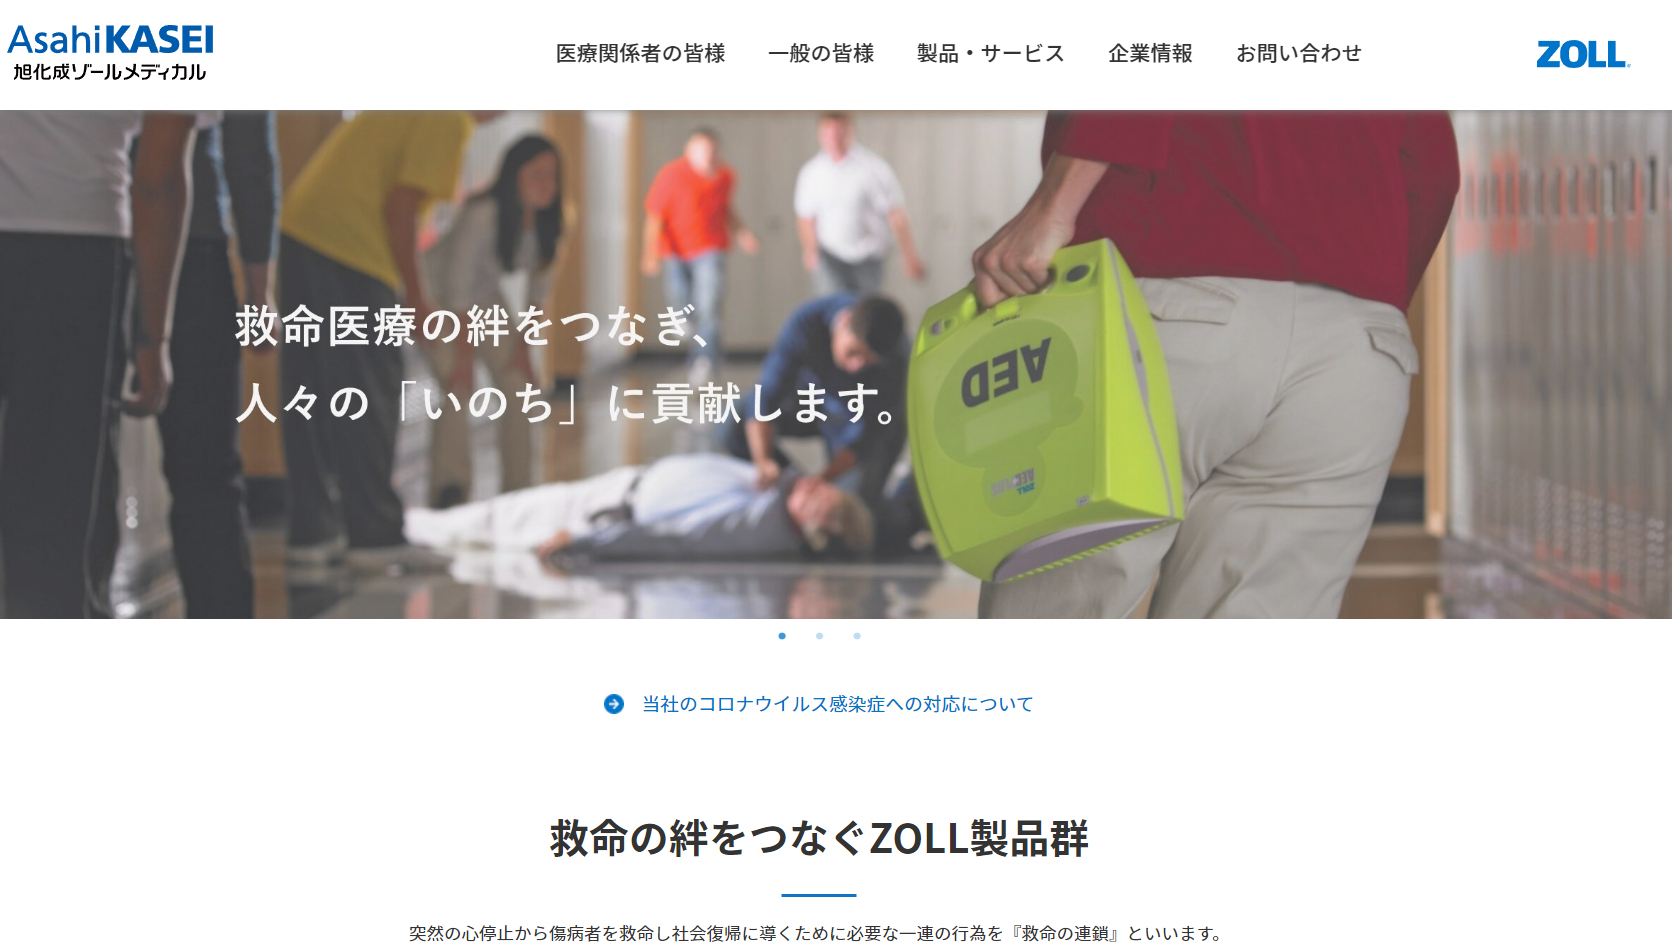 AsahiKASEI
旭化成ゾールメディカル
医療関係者の皆様
一般の皆様
製品・サービス
企業情報
お問い合わせ
ZOLL
救命医療の絆をつなぎ、
人々の「いのち」に貢献します。
AED
ZOLL
当社のコロナウイルス感染症への対応について
救命の絆をつなぐZOLL製品群
突然の心停止から傷病者を救命し社会復帰に導くために必要な一連の行為を『救命の連鎖』といいます。